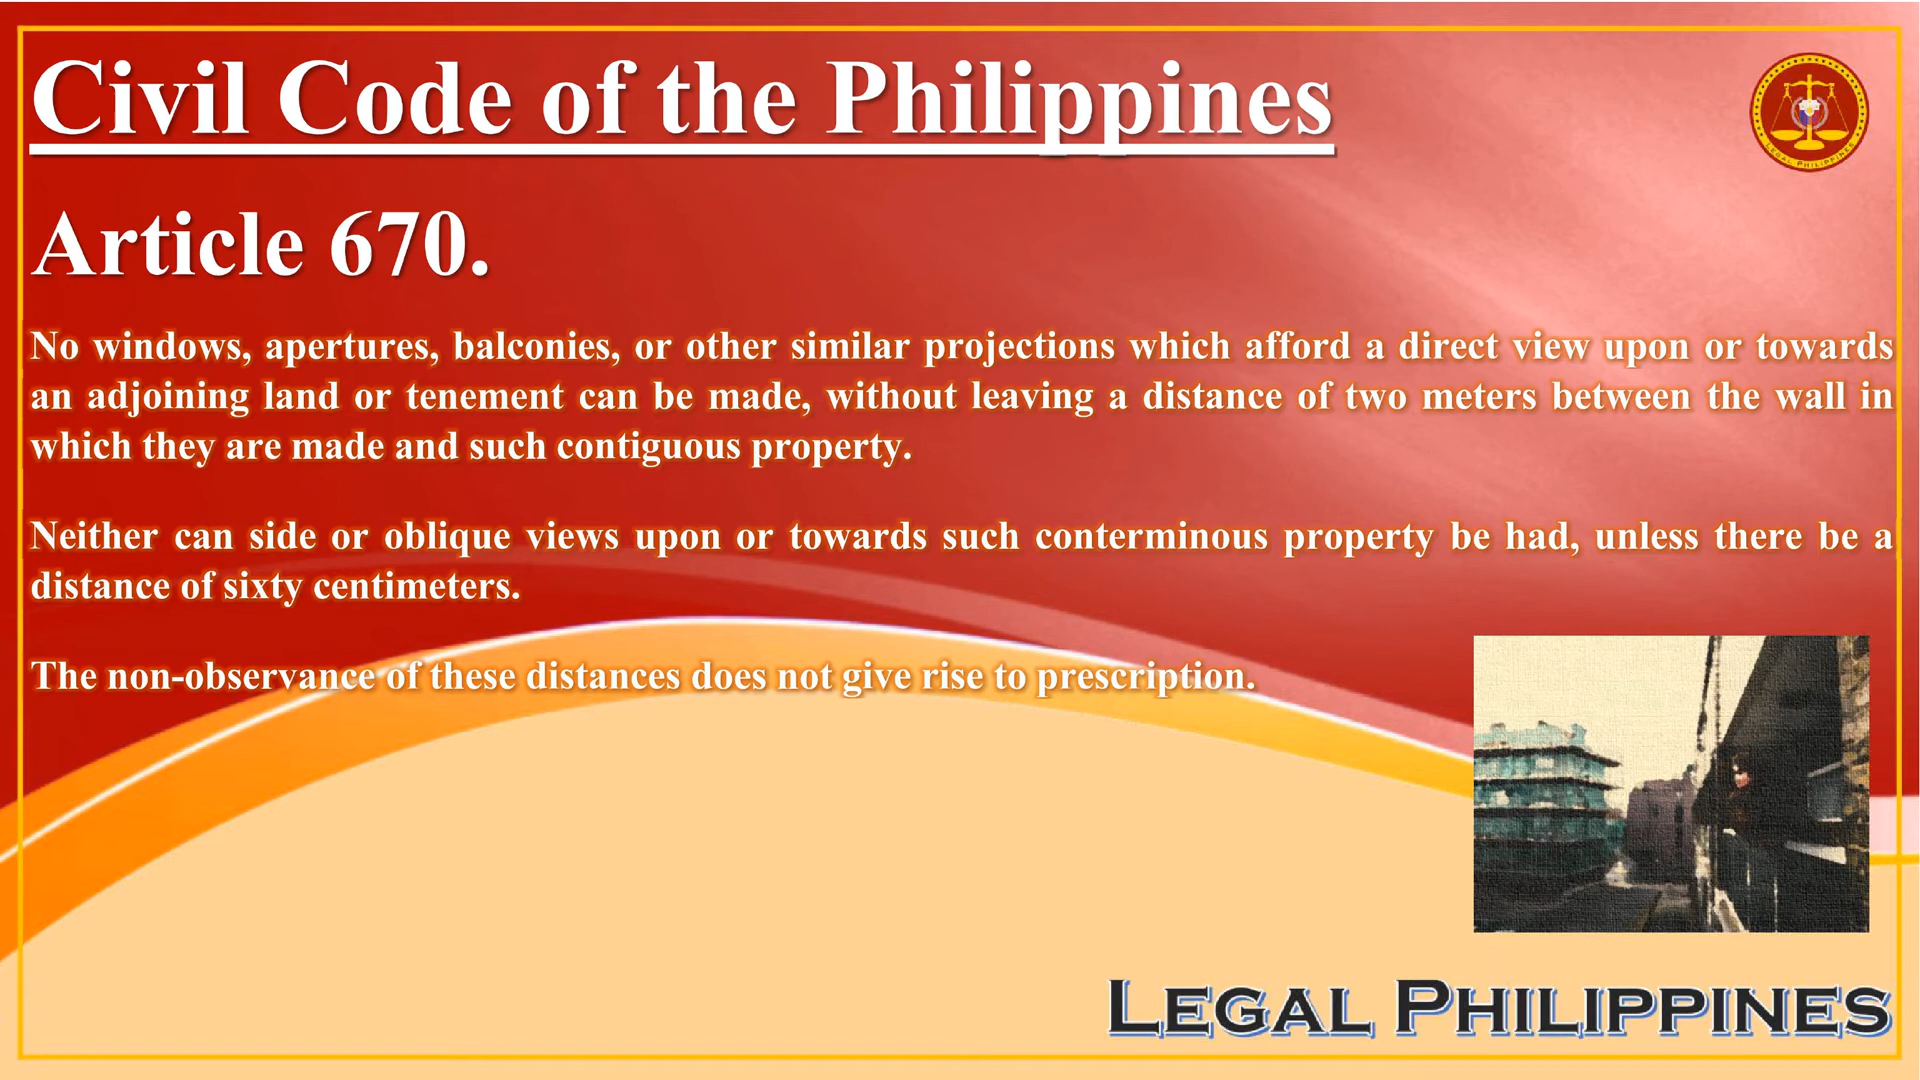 Civil Code of the Philippines
LEGAL PHILIPPINES
Article 670.
No windows, apertures, balconies, or other similar projections which afford a direct view upon or towards
an adjoining land or tenement can be made, without leaving a distance of two meters between the wall in
which they are made and such contiguous property.
Neither can side or oblique views upon or towards such conterminous property be had, unless there be a
distance of sixty centimeters.
The non-observance of these distances does not give rise to prescription.
LEGAL PHILIPPINES